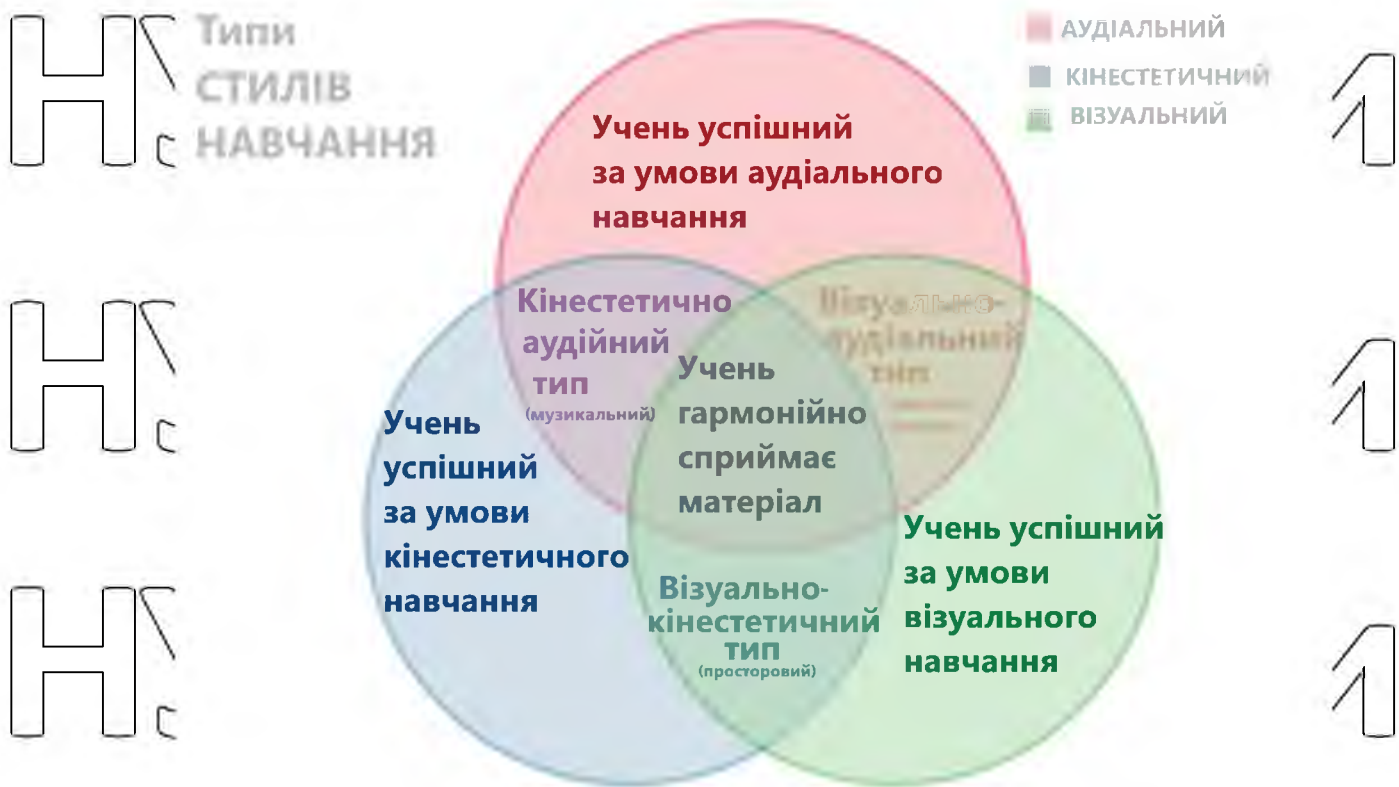 Типи
СТИЛІВ
НАВЧАННЯ
АУДІАЛЬНИЙ
КІНЕСТЕТИЧНИЙ
ВІЗУАЛЬНИЙ
Учень успішний
за умови аудіального
навчання
Кінестетично
аудійний
тип
(музикальний)
Візуально-
аудіальний
тип
Учень
гармонійно
сприймає
матеріал
Учень
успішний
за умови
кінестетичного
навчання
Учень успішний
за умови
візуального
навчання
Візуально-
кінестетичний
тип
(просторовий)